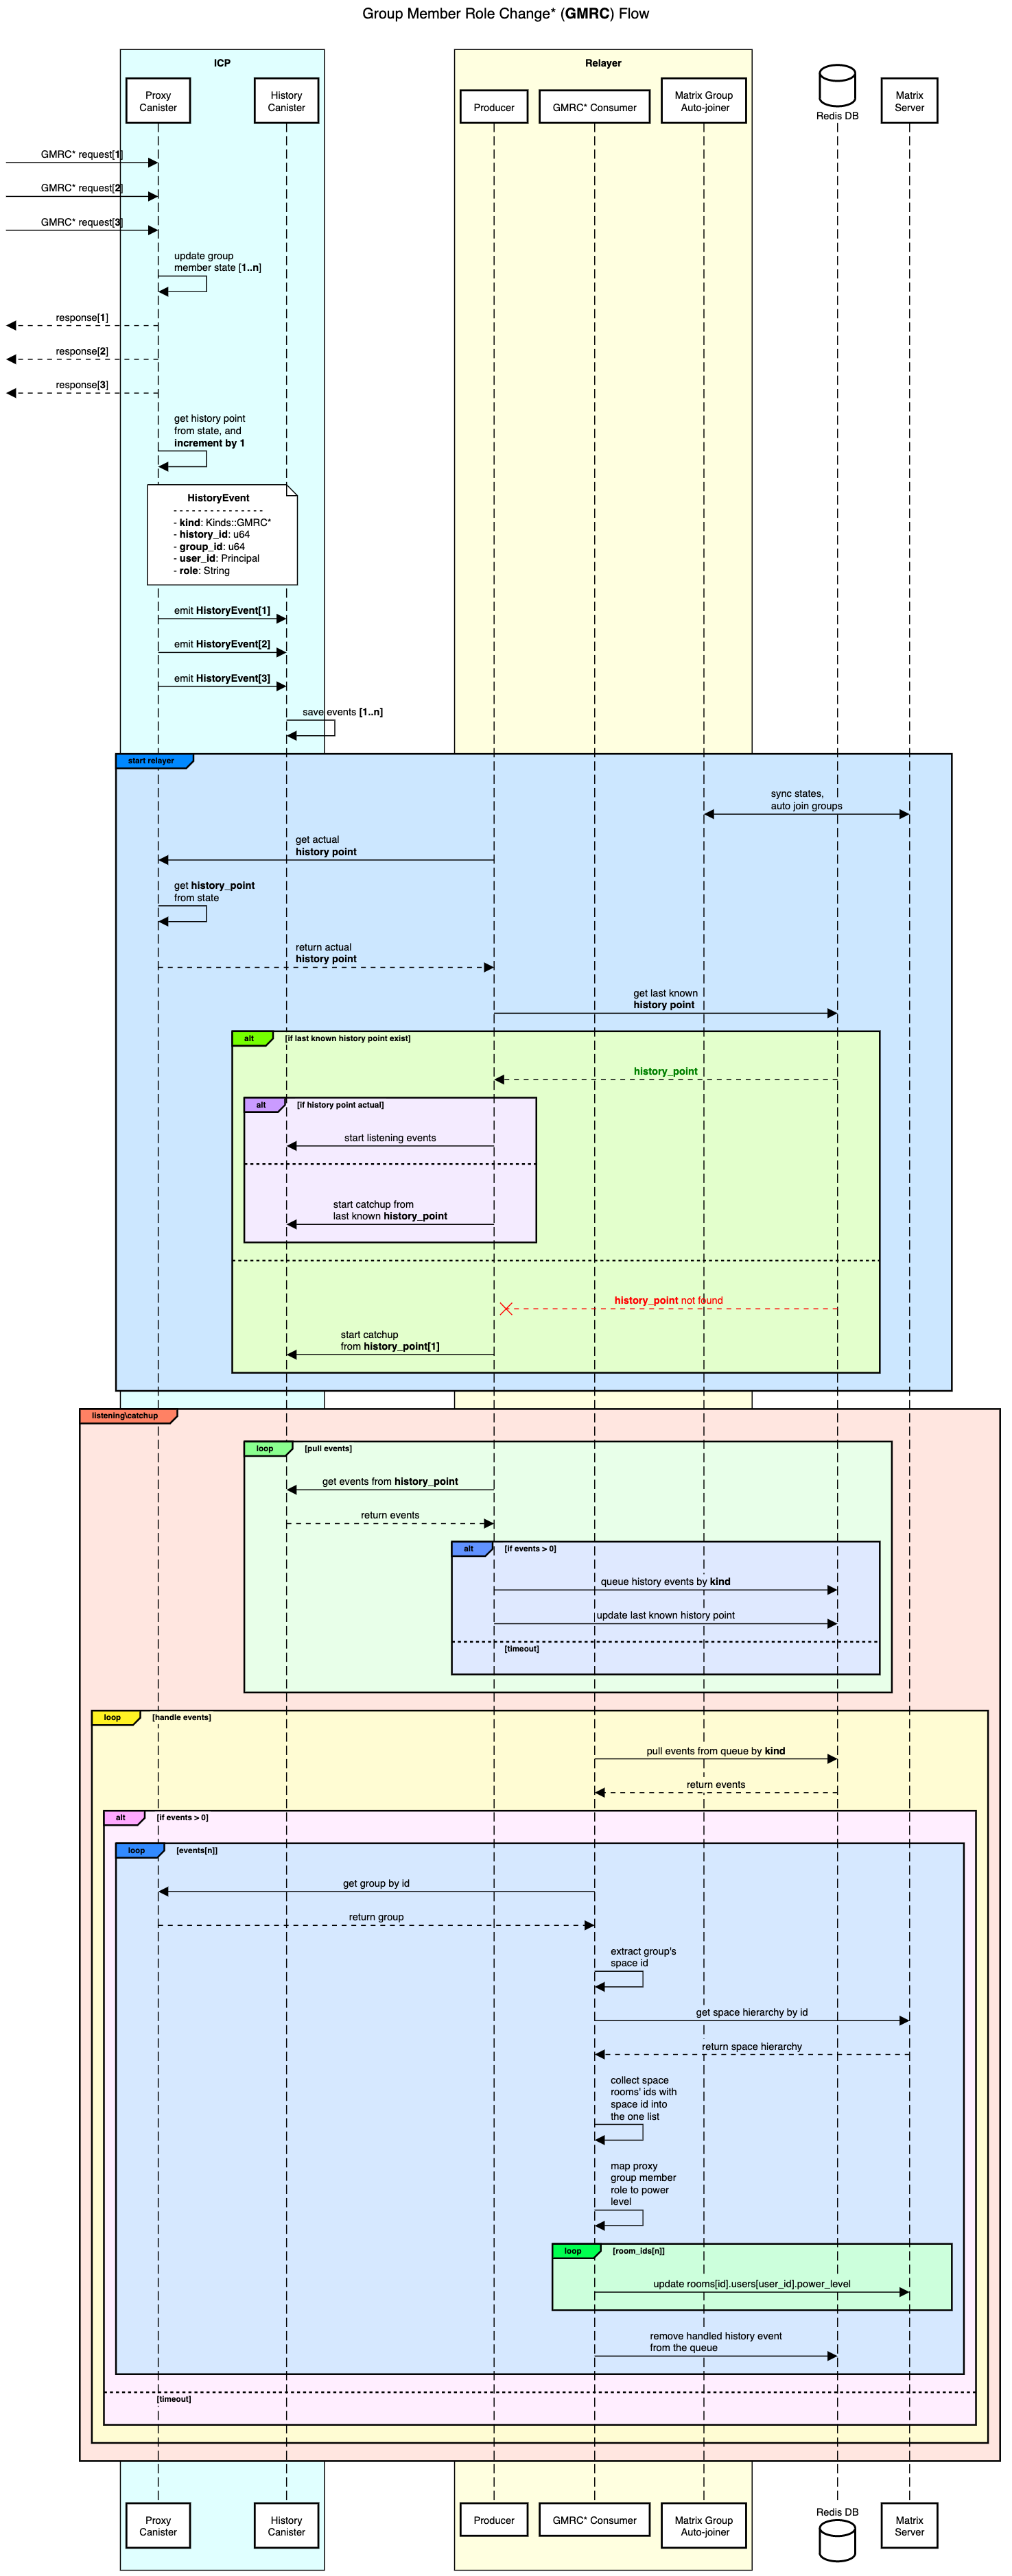 Group Member Role Change* (GMRC) Flow
ICP
Relayer
Proxy
Canister
History
Canister
Producer
GMRC* Consumer
Matrix Group
Auto-joiner
Redis DB
Matrix
Server
GMRC* request[1]
GMRC* request[2]
GMRC* request[3]
update group
member state [1..n]
response[1]
response[2]
response[3]
get history point
from state, and
increment by 1
HistoryEvent
- - - - - - - - - - - - - - -
- kind: Kinds::GMRC*
- history_id: u64
- group_id: u64
- user_id: Principal
- role: String
emit HistoryEvent[1]
emit HistoryEvent[2]
emit HistoryEvent[3]
save events [1..n]
start relayer
sync states,
auto join groups
get actual
history point
get history_point
from state
return actual
history point
get last known
history point
alt
[if last known history point exist]
history_point
alt
[if history point actual]
start listening events
start catchup from
last known history_point
history_point not found
start catchup
from history_point[1]
listening\catchup
loop
[pull events]
get events from history_point
return events
alt
[if events > 0]
queue history events by kind
update last known history point
[timeout]
loop
[handle events]
pull events from queue by kind
return events
alt
[if events > 0]
loop
[events[n]]
get group by id
return group
extract group's
space id
get space hierarchy by id
return space hierarchy
collect space
rooms' ids with
space id into
the one list
map proxy
group member
role to power
level
loop
[room_ids[n]]
update rooms[id].users[user_id].power_level
remove handled history event
from the queue
[timeout]
Proxy
Canister
History
Canister
Producer
GMRC* Consumer
Matrix Group
Auto-joiner
Redis DB
Matrix
Server